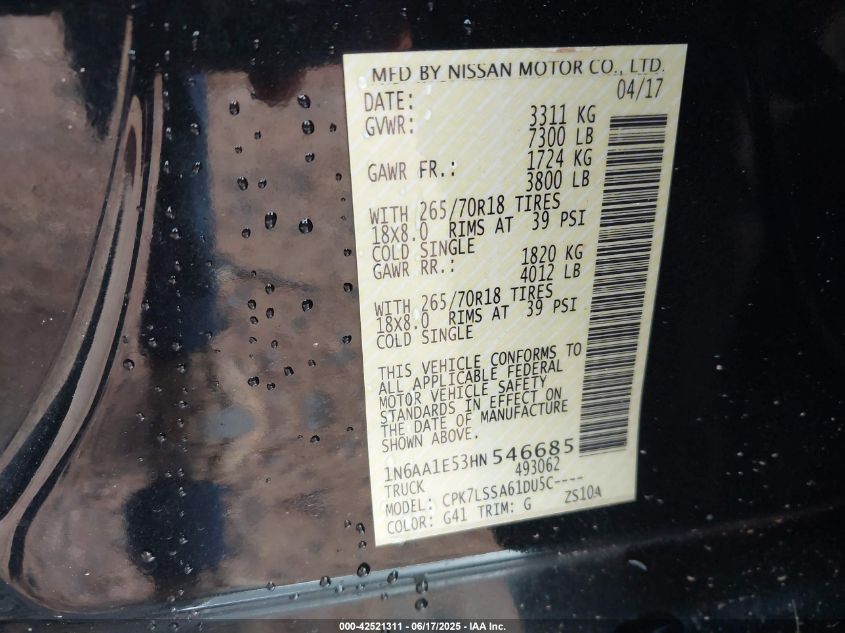 MFD BY NISSAN MOTOR CO., LTD.
DATE: 04/17
GVWR: 3311 KG
7300 LB
GAWR FR.: 1724 KG
3800 LB
WITH 265/70R18 TIRES
18x8.0 RIMS AT 39 PSI
COLD SINGLE
GAWR RR.: 1820 KG
4012 LB
WITH 265/70R18 TIRES
18x8.0 RIMS AT 39 PSI
COLD SINGLE
THIS VEHICLE CONFORMS TO
ALL APPLICABLE FEDERAL
MOTOR VEHICLE SAFETY
STANDARDS IN EFFECT ON
THE DATE OF MANUFACTURE
SHOWN ABOVE.
1N6AA1E53HN546685
TRUCK 493062
MODEL: CPK7LSSA61DU5C----
COLOR: G41 TRIM: G ZS10A
000-42521311 - 06/17/2025 - IAA Inc.